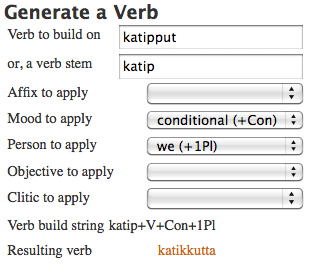 Generate a Verb
Verb to build on katipput
or, a verb stem katip
Affix to apply
Mood to apply conditional (+Con)
Person to apply we (+1Pl)
Objective to apply
Clitic to apply
Verb build string katip+V+Con+1Pl
Resulting verb katikkutta